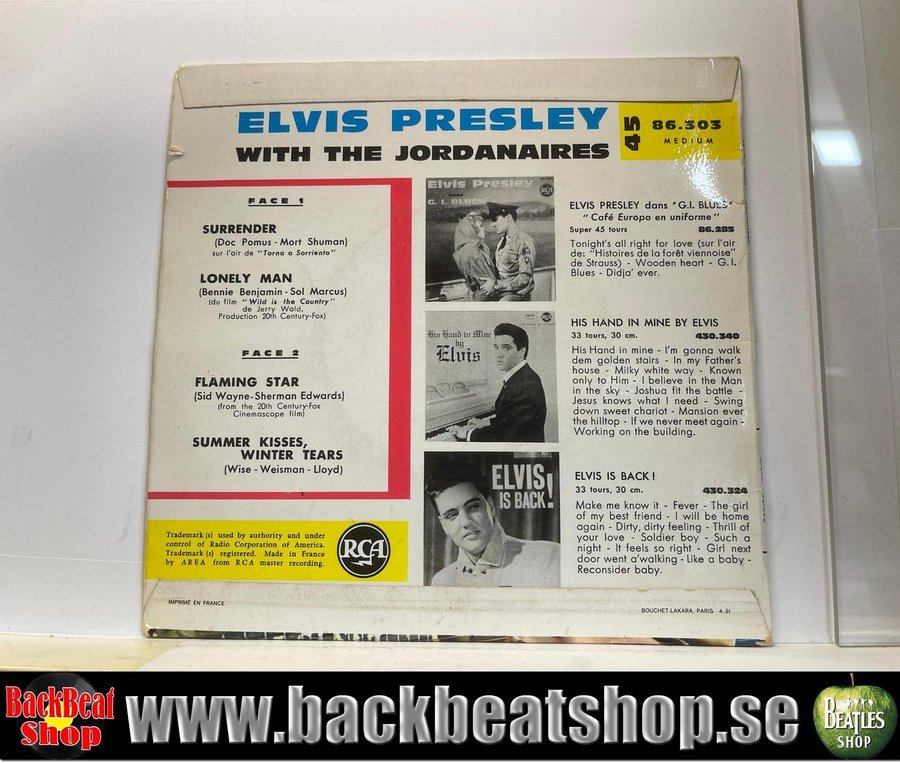 ELVIS PRESLEY
WITH THE JORDANAIRES
45
86.303
MEDIUM
FACE 1
SURRENDER
(Doc Pomus - Mort Shuman)
sur l'air de "Torna a Sorriento"
LONELY MAN
(Bennie Benjamin - Sol Marcus)
(du film "Wild is the Country"
de Jerry Wald,
Production 20th Century-Fox)
FACE 2
FLAMING STAR
(Sid Wayne-Sherman Edwards)
(from the 20th Century-Fox
Cinemascope film)
SUMMER KISSES,
WINTER TEARS
(Wise - Weisman - Lloyd)
Trademark (s) used by authority and under
control of Radio Corporation of America.
Trademark (s) registered. Made in France
by AREA from RCA master recording.
RCA
Elvis Presley
DANS
G. I. BLUES
RCA
ELVIS PRESLEY dans "G.I. BLUES"
"Café Europa en uniforme"
Super 45 tours 86.285
Tonight's all right for love (sur l'air
de: "Histoires de la forêt viennoise"
de Strauss) - Wooden heart - G. I.
Blues - Didja' ever.
His Hand in Mine
by
Elvis
HIS HAND IN MINE BY ELVIS
33 tours, 30 cm. 430.340
His Hand in mine - I'm gonna walk
dem golden stairs - In my Father's
house - Milky white way - Known
only to Him - I believe in the Man
in the sky - Joshua fit the battle -
Jesus knows what I need - Swing
down sweet chariot - Mansion over
the hilltop - If we never meet again -
Working on the building.
ELVIS
IS BACK!
ELVIS IS BACK !
33 tours, 30 cm. 430.324
Make me know it - Fever - The girl
of my best friend - I will be home
again - Dirty, dirty feeling - Thrill of
your love - Soldier boy - Such a
night - It feels so right - Girl next
door went a'walking - Like a baby -
Reconsider baby.
IMPRIMÉ EN FRANCE.
BOUCHET-LAKARA, PARIS 4.61
BackBeat
Shop
www.backbeatshop.se
BEATLES
SHOP